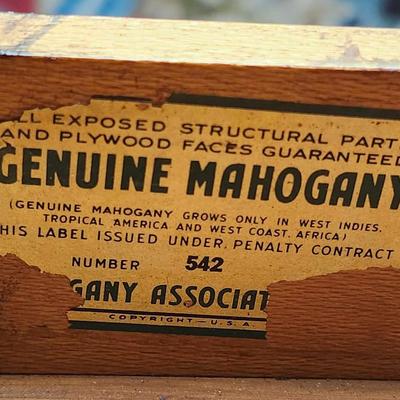 LL EXPOSED STRUCTURAL PARTS
AND PLYWOOD FACES GUARANTEED
GENUINE MAHOGANY
(GENUINE MAHOGANY GROWS ONLY IN WEST INDIES,
TROPICAL AMERICA AND WEST COAST, AFRICA)
HIS LABEL ISSUED UNDER PENALTY CONTRACT
NUMBER 542
GANY ASSOCIAT
COPYRIGHT—U.S.A.